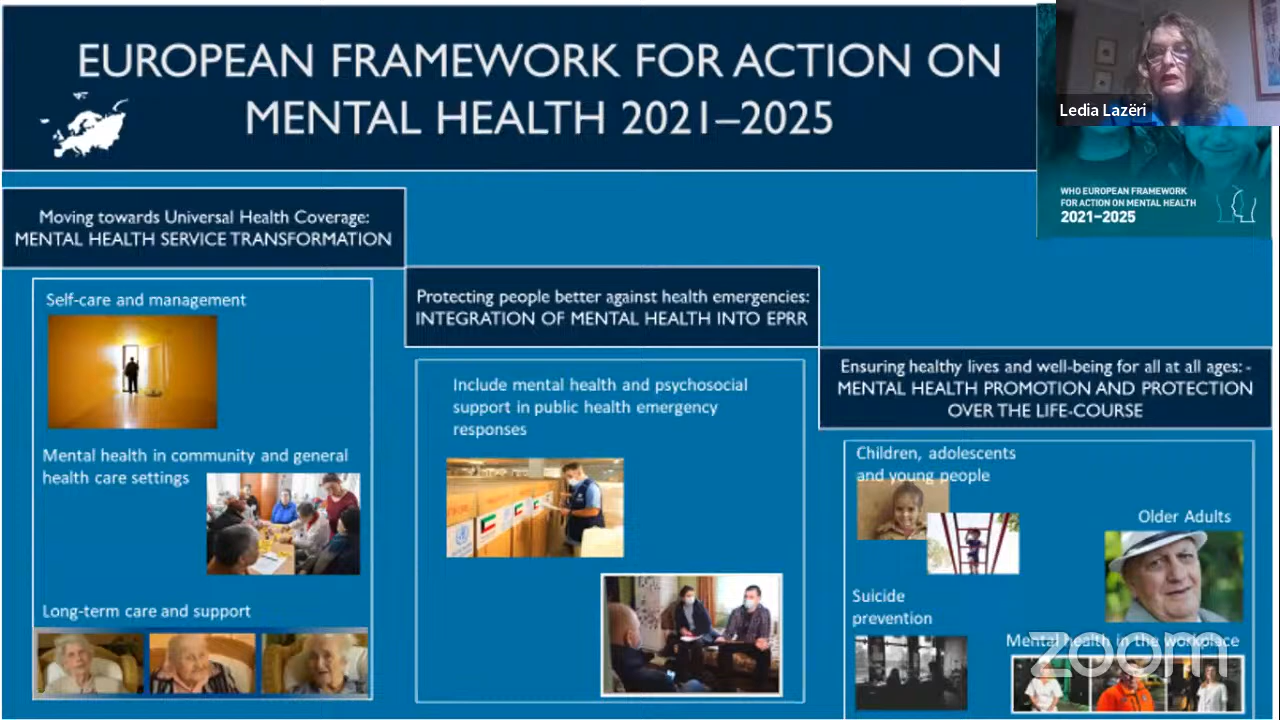 EUROPEAN FRAMEWORK FOR ACTION ON
MENTAL HEALTH 2021–2025
Ledia Lazëri
WHO EUROPEAN FRAMEWORK
FOR ACTION ON MENTAL HEALTH
2021–2025
Moving towards Universal Health Coverage:
MENTAL HEALTH SERVICE TRANSFORMATION
Self-care and management
Mental health in community and general
health care settings
Long-term care and support
Protecting people better against health emergencies:
INTEGRATION OF MENTAL HEALTH INTO EPRR
Include mental health and psychosocial
support in public health emergency
responses
Ensuring healthy lives and well-being for all at all ages: -
MENTAL HEALTH PROMOTION AND PROTECTION
OVER THE LIFE-COURSE
Children, adolescents
and young people
Older Adults
Suicide
prevention
Mental health in the workplace
zoom